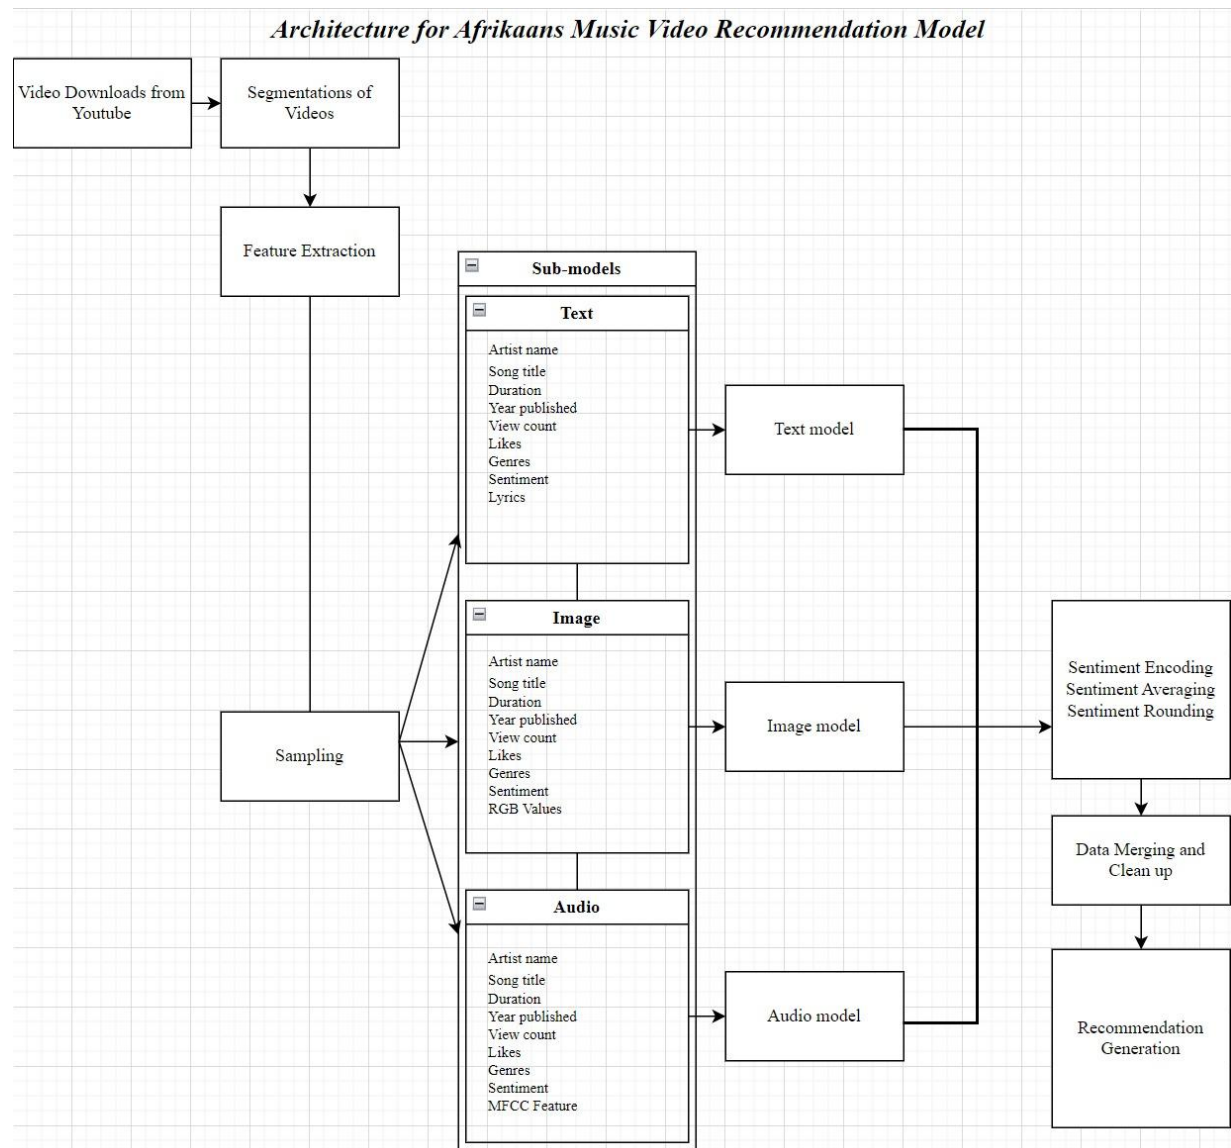 Architecture for Afrikaans Music Video Recommendation Model
Video Downloads from
Youtube
Segmentations of
Videos
Feature Extraction
Sampling
Sub-models
Text
Artist name
Song title
Duration
Year published
View count
Likes
Genres
Sentiment
Lyrics
Image
Artist name
Song title
Duration
Year published
View count
Likes
Genres
Sentiment
RGB Values
Audio
Artist name
Song title
Duration
Year published
View count
Likes
Genres
Sentiment
MFCC Feature
Text model
Image model
Audio model
Sentiment Encoding
Sentiment Averaging
Sentiment Rounding
Data Merging and
Clean up
Recommendation
Generation